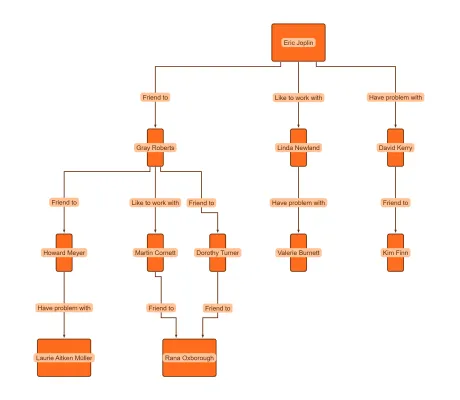 Eric Joplin
Friend to
Like to work with
Have problem with
Gray Roberts
Linda Newland
David Kerry
Friend to
Like to work with
Friend to
Have problem with
Friend to
Howard Meyer
Martin Cornett
Dorothy Turner
Valerie Burnett
Kim Finn
Have problem with
Friend to
Friend to
Laurie Aitken Müller
Rana Oxborough